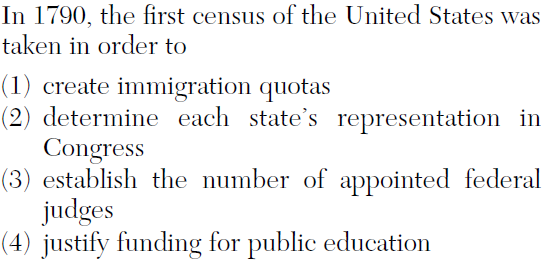 In 1790, the first census of the United States was
taken in order to
(1) create immigration quotas
(2) determine each state's representation in
Congress
(3) establish the number of appointed federal
judges
(4) justify funding for public education